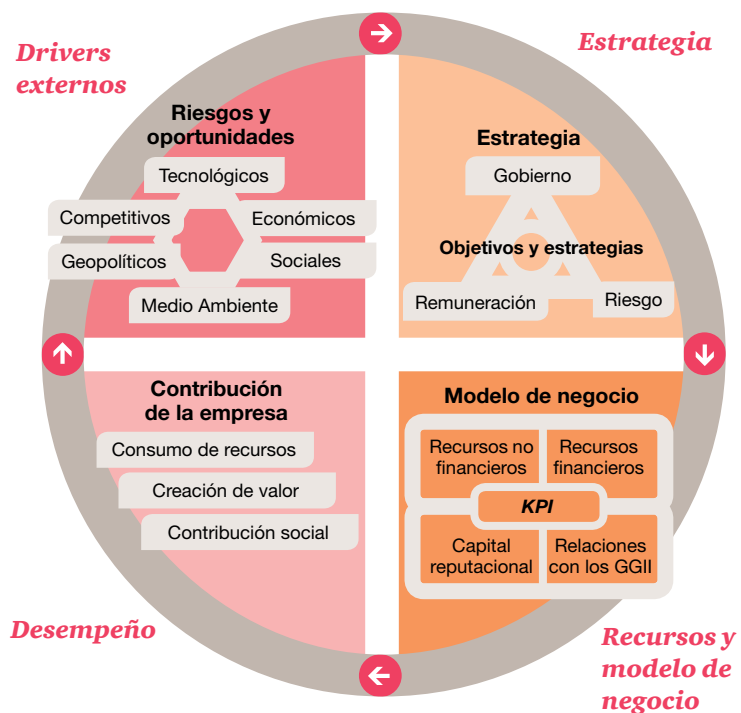 Drivers
externos
Estrategia
Riesgos y
oportunidades
Tecnológicos
Competitivos
Económicos
Geopolíticos
Sociales
Medio Ambiente
Estrategia
Gobierno
Objetivos y estrategias
Remuneración
Riesgo
Contribución
de la empresa
Consumo de recursos
Creación de valor
Contribución social
Modelo de negocio
Recursos no
financieros
Recursos
financieros
KPI
Capital
reputacional
Relaciones
con los GGII
Desempeño
Recursos y
modelo de
negocio